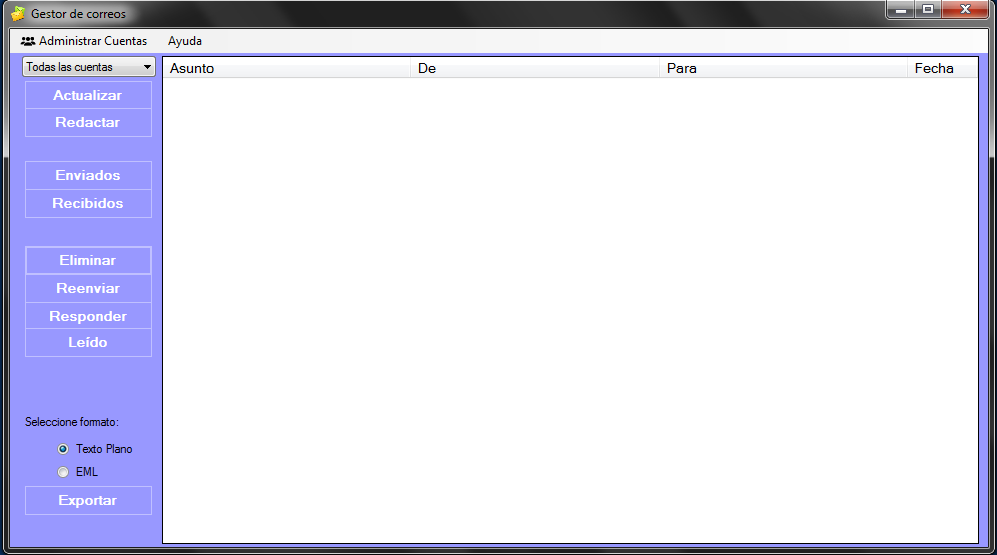 Gestor de correos
Administrar Cuentas Ayuda
Todas las cuentas
Asunto De Para Fecha
Actualizar
Redactar
Enviados
Recibidos
Eliminar
Reenviar
Responder
Leído
Seleccione formato:
Texto Plano
EML
Exportar